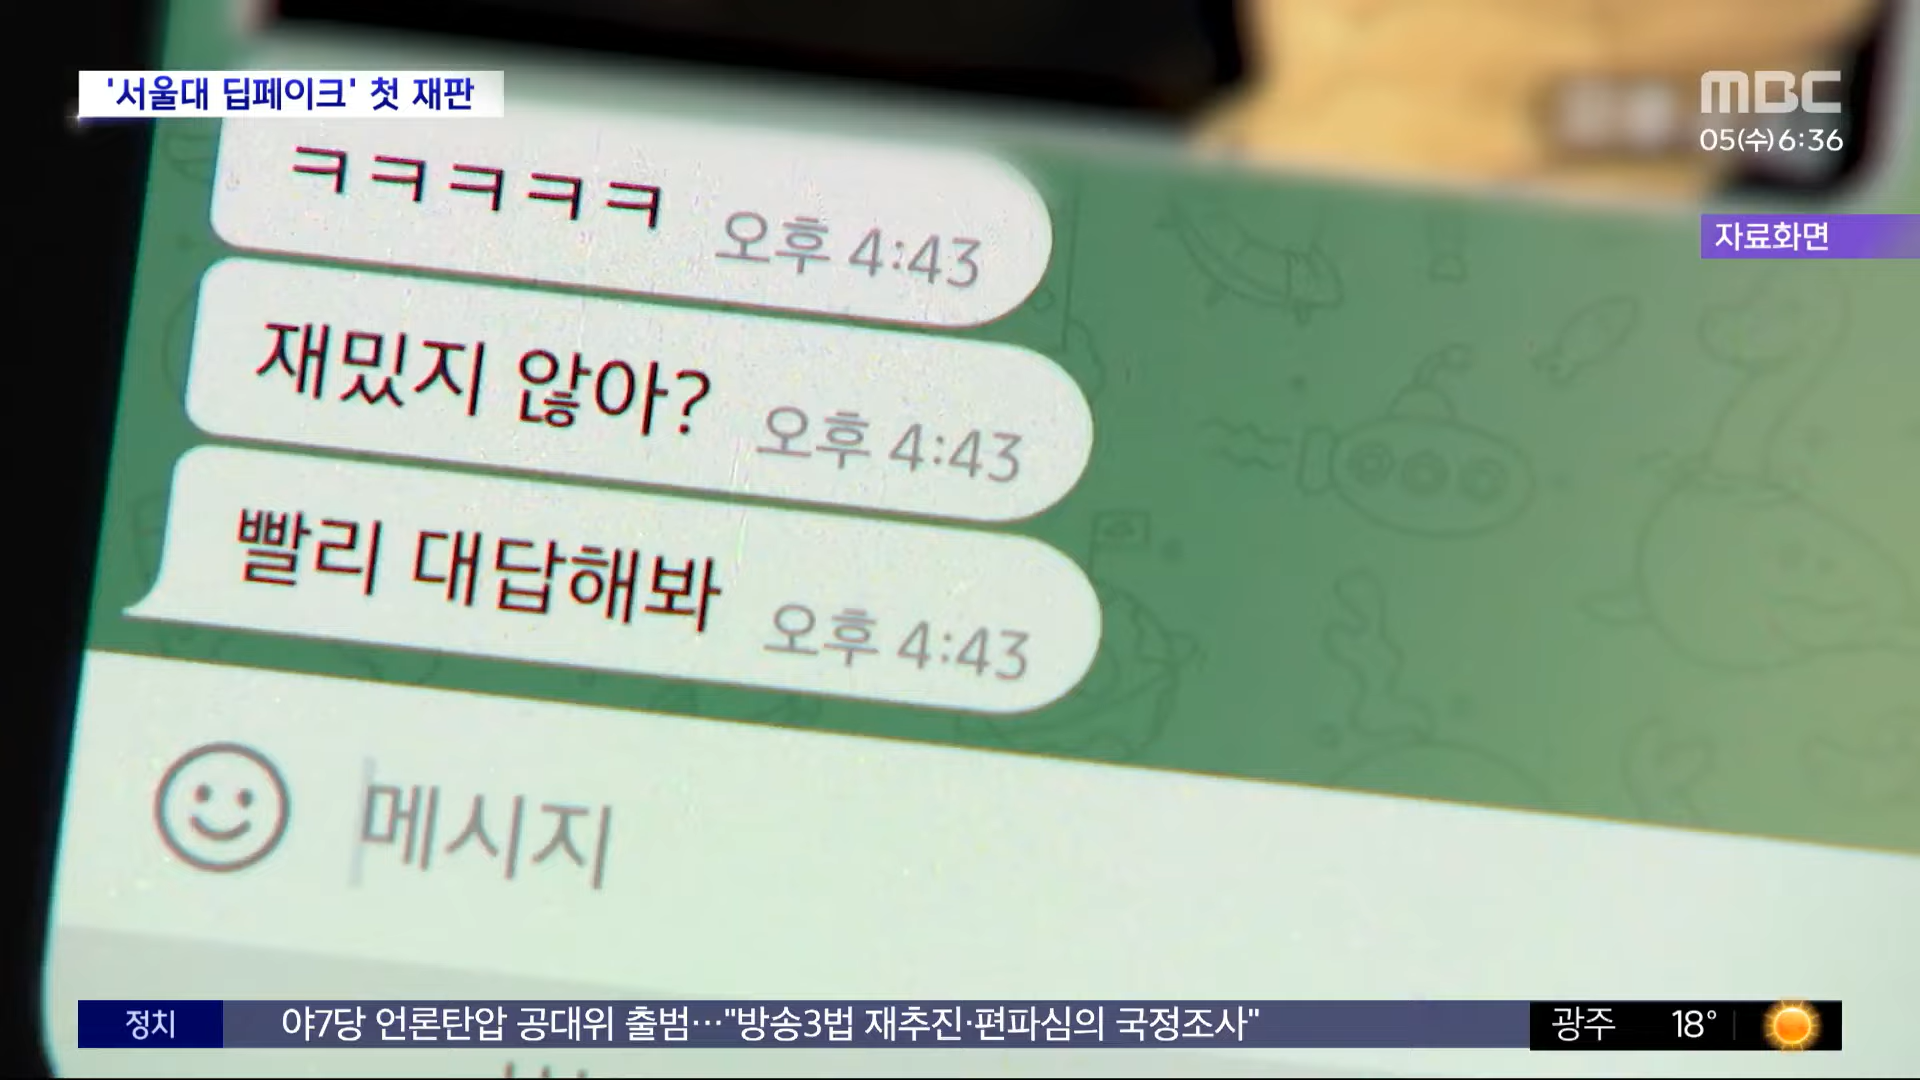 '서울대 딥페이크' 첫 재판
MBC
05(수)6:36
자료화면
ㅋㅋㅋㅋㅋ 오후 4:43
재밌지 않아? 오후 4:43
빨리 대답해봐 오후 4:43
메시지
정치 야7당 언론탄압 공대위 출범…"방송3법 재추진·편파심의 국정조사" 광주 18°